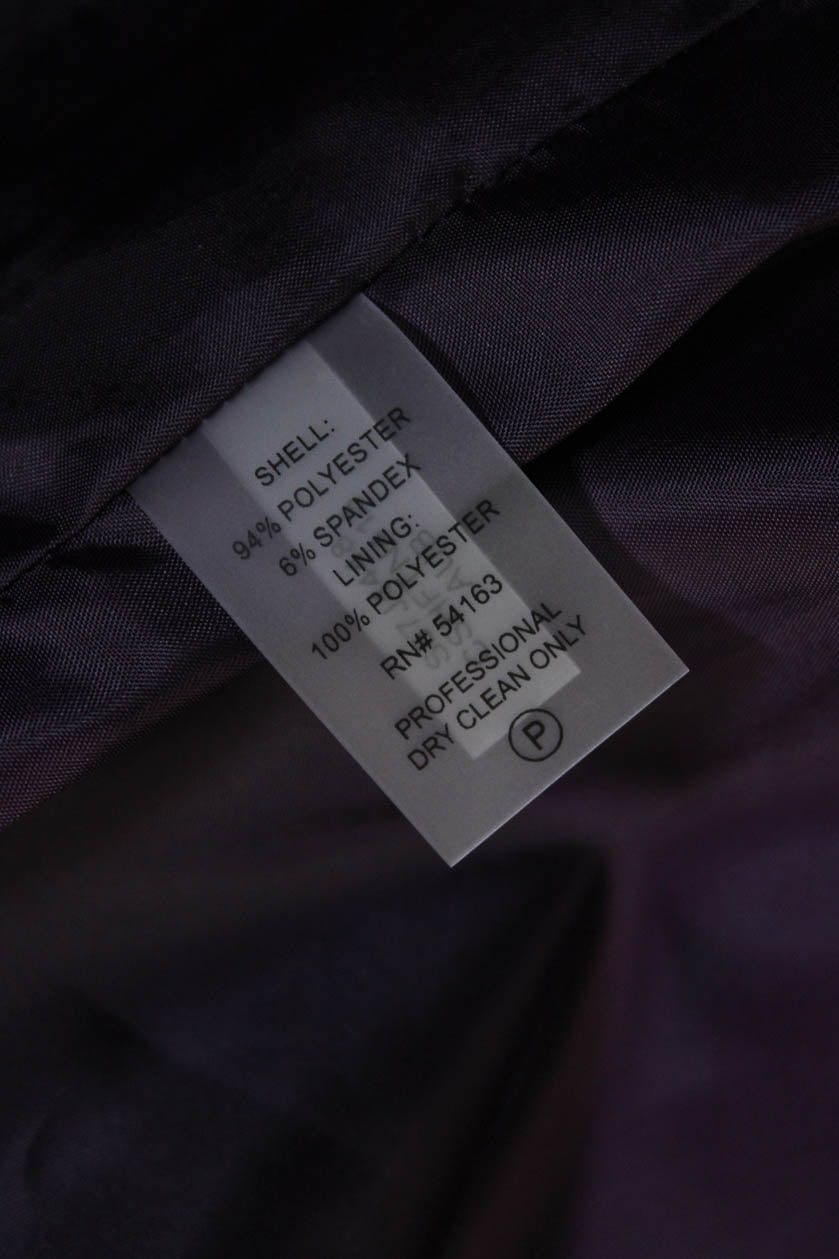 SHELL:
94% POLYESTER
6% SPANDEX
LINING:
100% POLYESTER
RN# 54163
PROFESSIONAL
DRY CLEAN ONLY
P